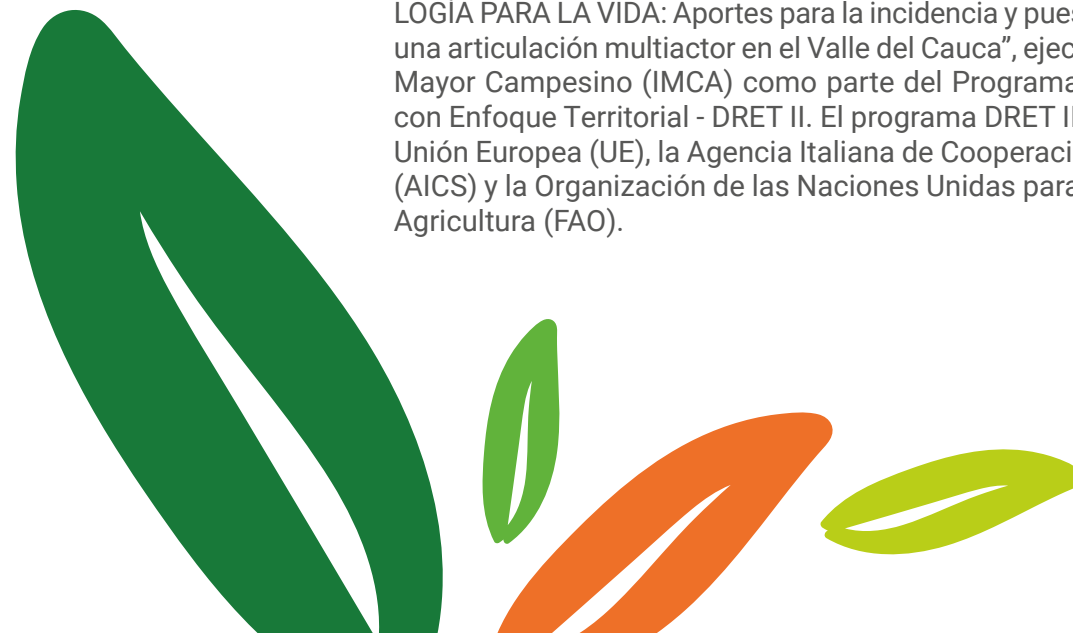 LOGÍA PARA LA VIDA: Aportes para la incidencia y pues
una articulación multiactor en el Valle del Cauca”, ejec
Mayor Campesino (IMCA) como parte del Programa
con Enfoque Territorial - DRET II. El programa DRET II
Unión Europea (UE), la Agencia Italiana de Cooperaci
(AICS) y la Organización de las Naciones Unidas para
Agricultura (FAO).